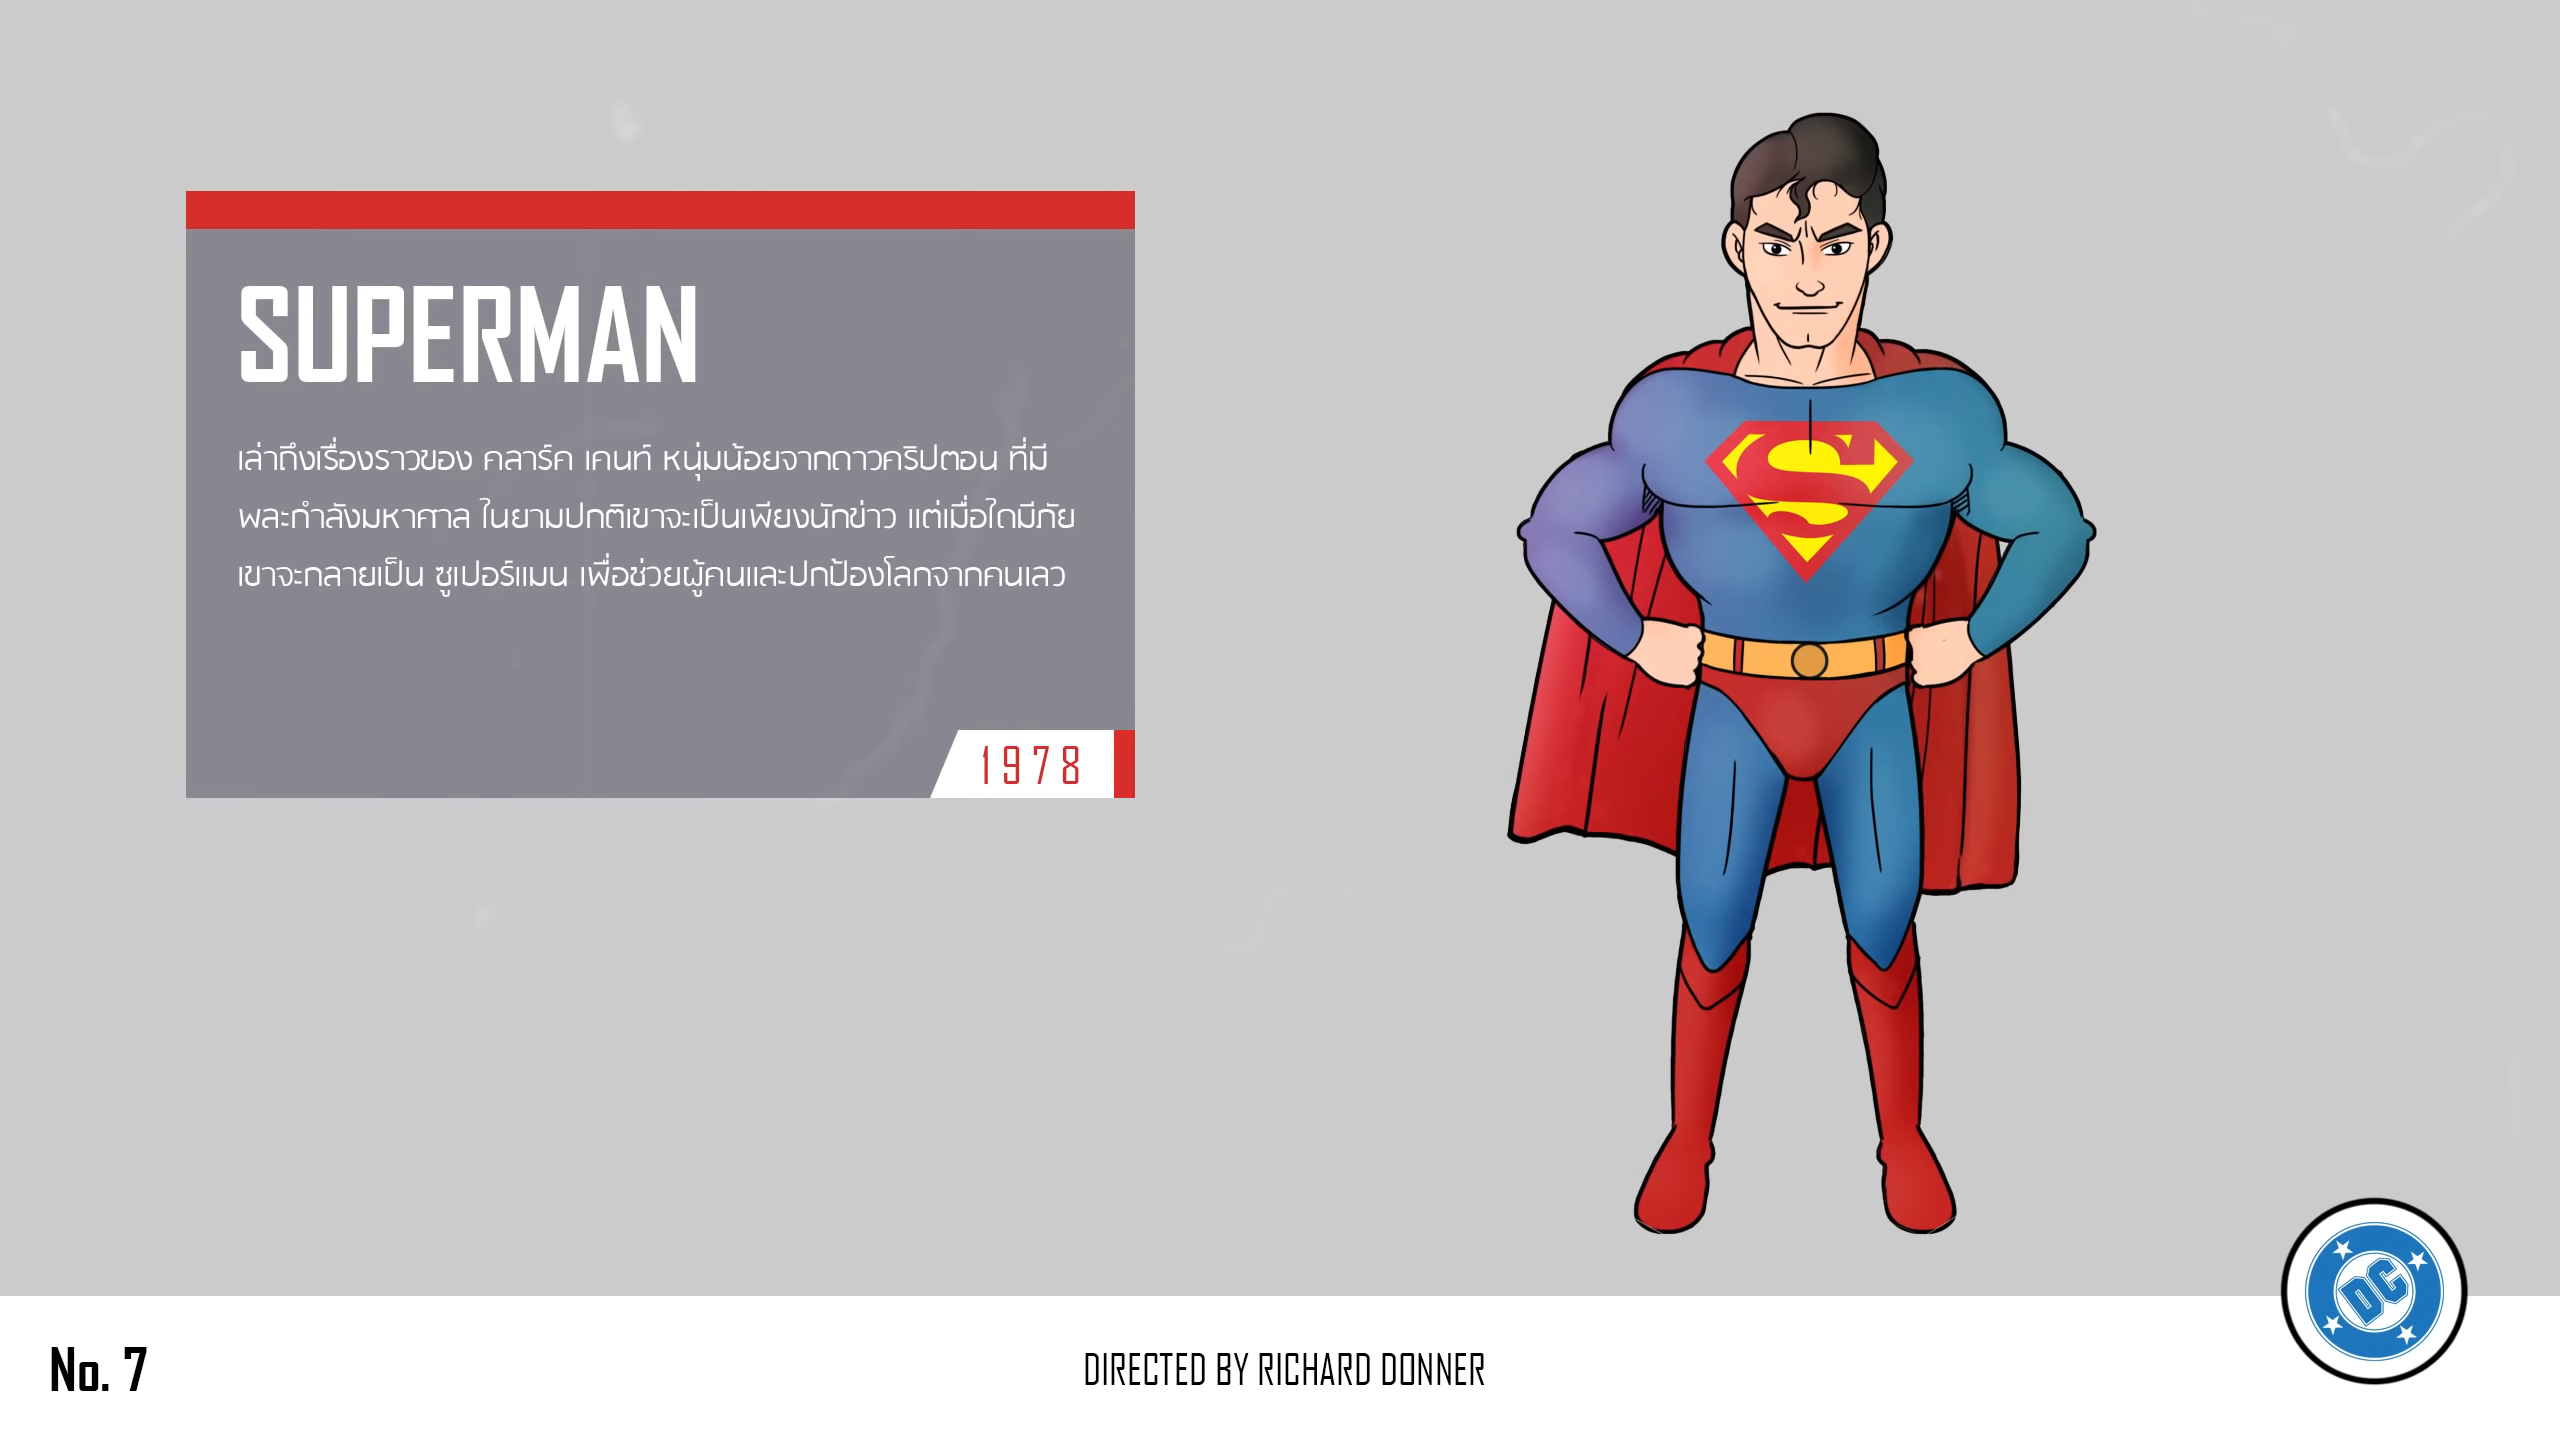 SUPERMAN
เล่าถึงเรื่องราวของ คลาร์ค เคนท์ หนุ่มน้อยจากดาวคริปตอน ที่มี
พละกำลังมหาศาล ในยามปกติเขาจะเป็นเพียงนักข่าว แต่เมื่อใดมีภัย
เขาจะกลายเป็น ซูเปอร์แมน เพื่อช่วยผู้คนและปกป้องโลกจากคนเลว
1978
S
No. 7
DIRECTED BY RICHARD DONNER
DC